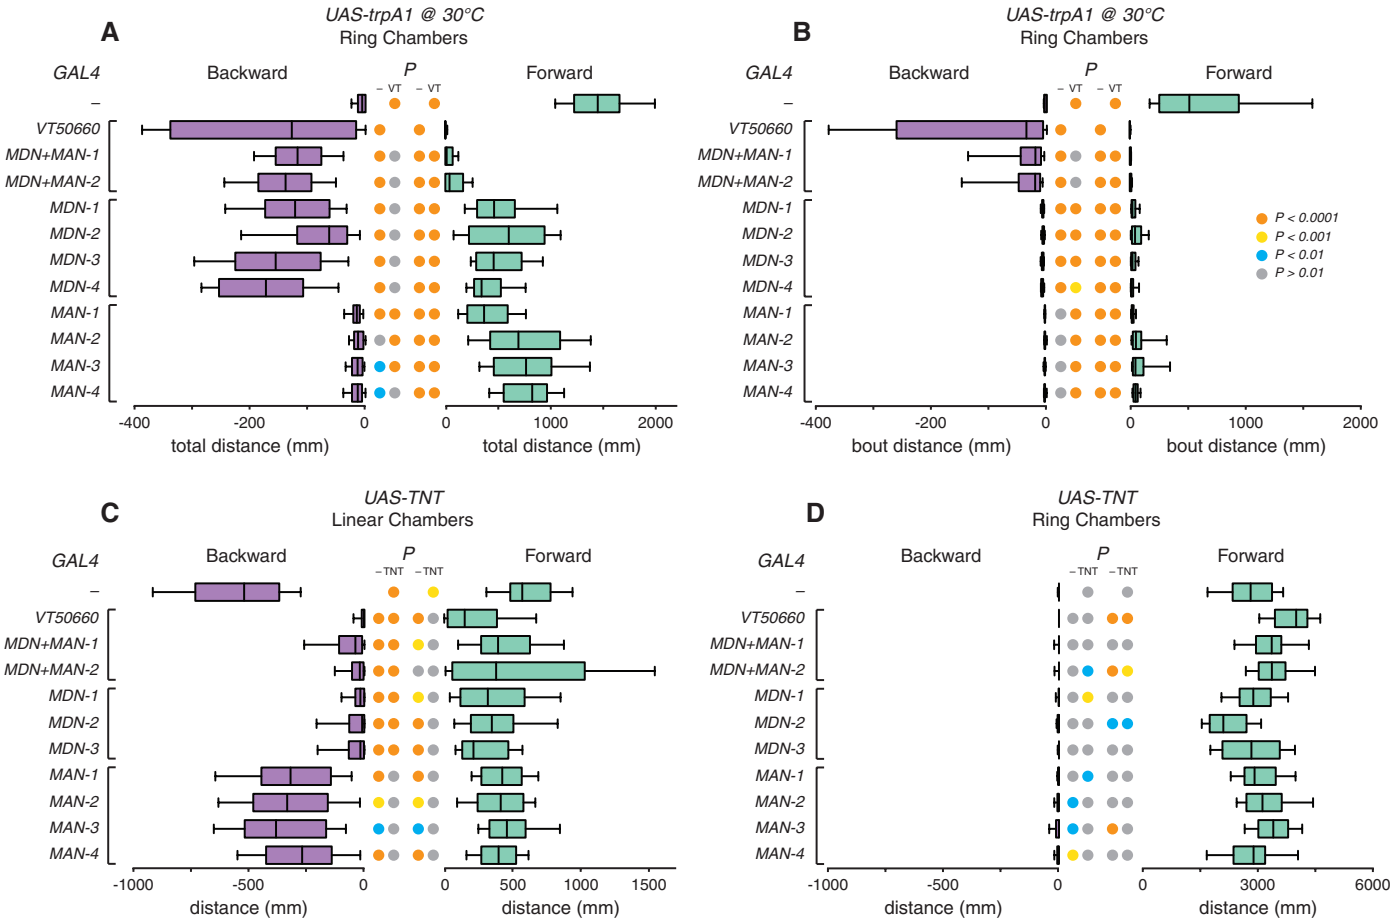 A
UAS-trpA1 @ 30°C
Ring Chambers
GAL4 Backward P Forward
– VT – VT
–
VT50660
MDN+MAN-1
MDN+MAN-2
MDN-1
MDN-2
MDN-3
MDN-4
MAN-1
MAN-2
MAN-3
MAN-4
-400 -200 0 0 1000 2000
total distance (mm) total distance (mm)
B
UAS-trpA1 @ 30°C
Ring Chambers
GAL4 Backward P Forward
– VT – VT
–
VT50660
MDN+MAN-1
MDN+MAN-2
MDN-1
MDN-2
MDN-3
MDN-4
MAN-1
MAN-2
MAN-3
MAN-4
P < 0.0001
P < 0.001
P < 0.01
P > 0.01
-400 -200 0 0 1000 2000
bout distance (mm) bout distance (mm)
C
UAS-TNT
Linear Chambers
GAL4 Backward P Forward
– TNT – TNT
–
VT50660
MDN+MAN-1
MDN+MAN-2
MDN-1
MDN-2
MDN-3
MAN-1
MAN-2
MAN-3
MAN-4
-1000 -500 0 0 500 1000 1500
distance (mm) distance (mm)
D
UAS-TNT
Ring Chambers
GAL4 Backward P Forward
– TNT – TNT
–
VT50660
MDN+MAN-1
MDN+MAN-2
MDN-1
MDN-2
MDN-3
MAN-1
MAN-2
MAN-3
MAN-4
-1000 -500 0 0 3000 6000
distance (mm) distance (mm)